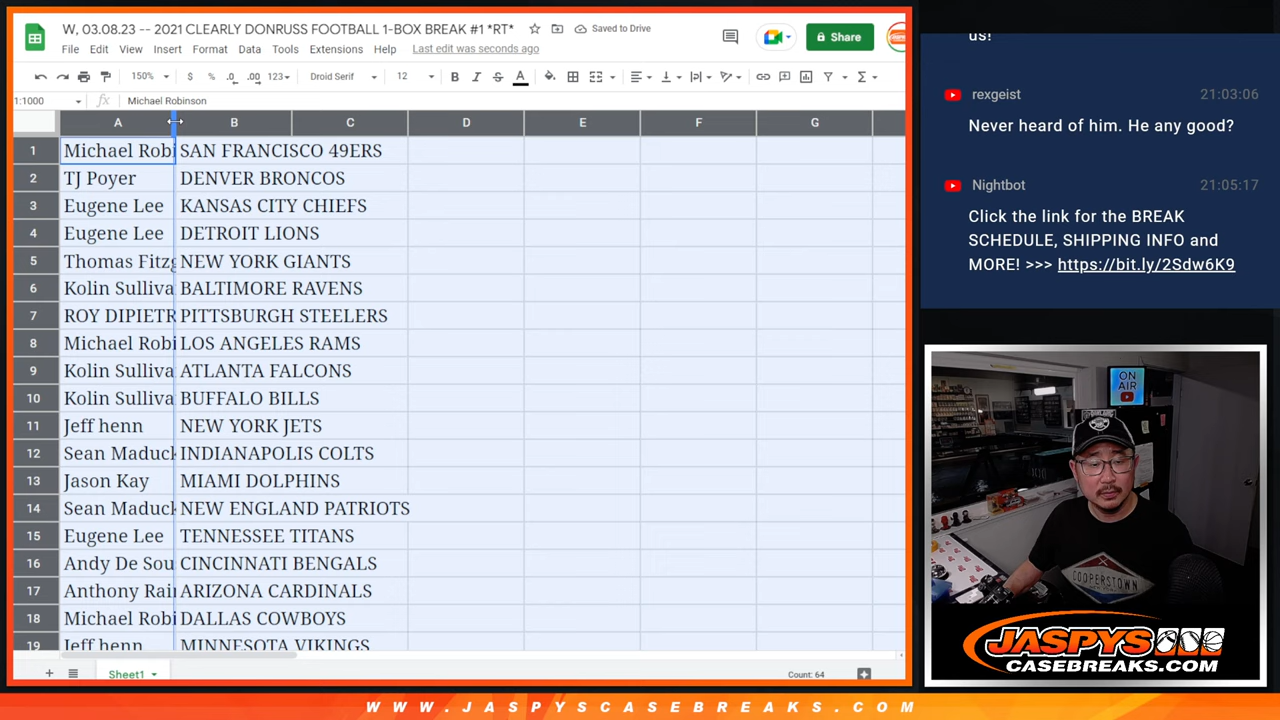 W, 03.08.23 -- 2021 CLEARLY DONRUSS FOOTBALL 1-BOX BREAK #1 *RT*
Saved to Drive
Share
File Edit View Insert Format Data Tools Extensions Help Last edit was seconds ago
150% $ % .0 .00 123 Droid Serif 12 B I S A
1:1000 fx Michael Robinson
A B C D E F G
1 Michael Robi SAN FRANCISCO 49ERS
2 TJ Poyer DENVER BRONCOS
3 Eugene Lee KANSAS CITY CHIEFS
4 Eugene Lee DETROIT LIONS
5 Thomas Fitzg NEW YORK GIANTS
6 Kolin Sulliva BALTIMORE RAVENS
7 ROY DIPIETR PITTSBURGH STEELERS
8 Michael Robi LOS ANGELES RAMS
9 Kolin Sulliva ATLANTA FALCONS
10 Kolin Sulliva BUFFALO BILLS
11 Jeff henn NEW YORK JETS
12 Sean Maduck INDIANAPOLIS COLTS
13 Jason Kay MIAMI DOLPHINS
14 Sean Maduck NEW ENGLAND PATRIOTS
15 Eugene Lee TENNESSEE TITANS
16 Andy De Sou CINCINNATI BENGALS
17 Anthony Rain ARIZONA CARDINALS
18 Michael Robi DALLAS COWBOYS
19 Jeff henn MINNESOTA VIKINGS
Sheet1
Count: 64
us!
rexgeist 21:03:06
Never heard of him. He any good?
Nightbot 21:05:17
Click the link for the BREAK
SCHEDULE, SHIPPING INFO and
MORE! >>> https://bit.ly/2Sdw6K9
ON
AIR
COOPERSTOWN
JASPYS
CASEBREAKS.COM
WWW.JASPYSCASEBREAKS.COM